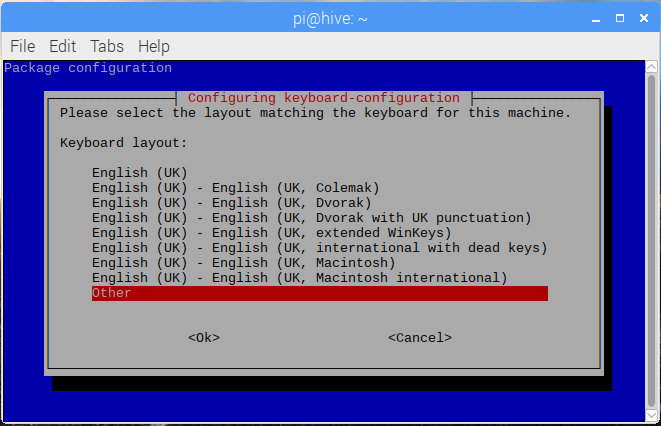 pi@hive: ~
File Edit Tabs Help
Package configuration
Configuring keyboard-configuration
Please select the layout matching the keyboard for this machine.
Keyboard layout:
English (UK)
English (UK) - English (UK, Colemak)
English (UK) - English (UK, Dvorak)
English (UK) - English (UK, Dvorak with UK punctuation)
English (UK) - English (UK, extended WinKeys)
English (UK) - English (UK, international with dead keys)
English (UK) - English (UK, Macintosh)
English (UK) - English (UK, Macintosh international)
Other
<Ok> <Cancel>